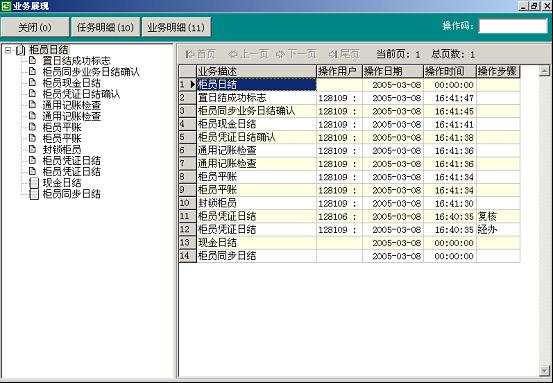 业务展现
关闭(0) 任务明细(10) 业务明细(11) 操作码:
柜员日结
置日结成功标志
柜员同步业务日结确认
柜员现金日结
柜员凭证日结确认
通用记账检查
通用记账检查
柜员平账
柜员平账
封锁柜员
柜员凭证日结
柜员凭证日结
现金日结
柜员同步日结
首页 上一页 下一页 尾页 当前页: 1 总页数: 1
业务描述 操作用户 操作日期 操作时间 操作步骤
1 柜员日结 2005-03-08 00:00:00
2 置日结成功标志 128109 : 2005-03-08 16:41:47
3 柜员同步业务日结确认 128109 : 2005-03-08 16:41:45
4 柜员现金日结 128109 : 2005-03-08 16:41:41
5 柜员凭证日结确认 128109 : 2005-03-08 16:41:38
6 通用记账检查 128109 : 2005-03-08 16:41:36
7 通用记账检查 128109 : 2005-03-08 16:41:36
8 柜员平账 128109 : 2005-03-08 16:41:34
9 柜员平账 128109 : 2005-03-08 16:41:34
10 封锁柜员 128109 : 2005-03-08 16:41:30
11 柜员凭证日结 128106 : 2005-03-08 16:40:35 复核
12 柜员凭证日结 128109 : 2005-03-08 16:40:35 经办
13 现金日结 2005-03-08 00:00:00
14 柜员同步日结 2005-03-08 00:00:00